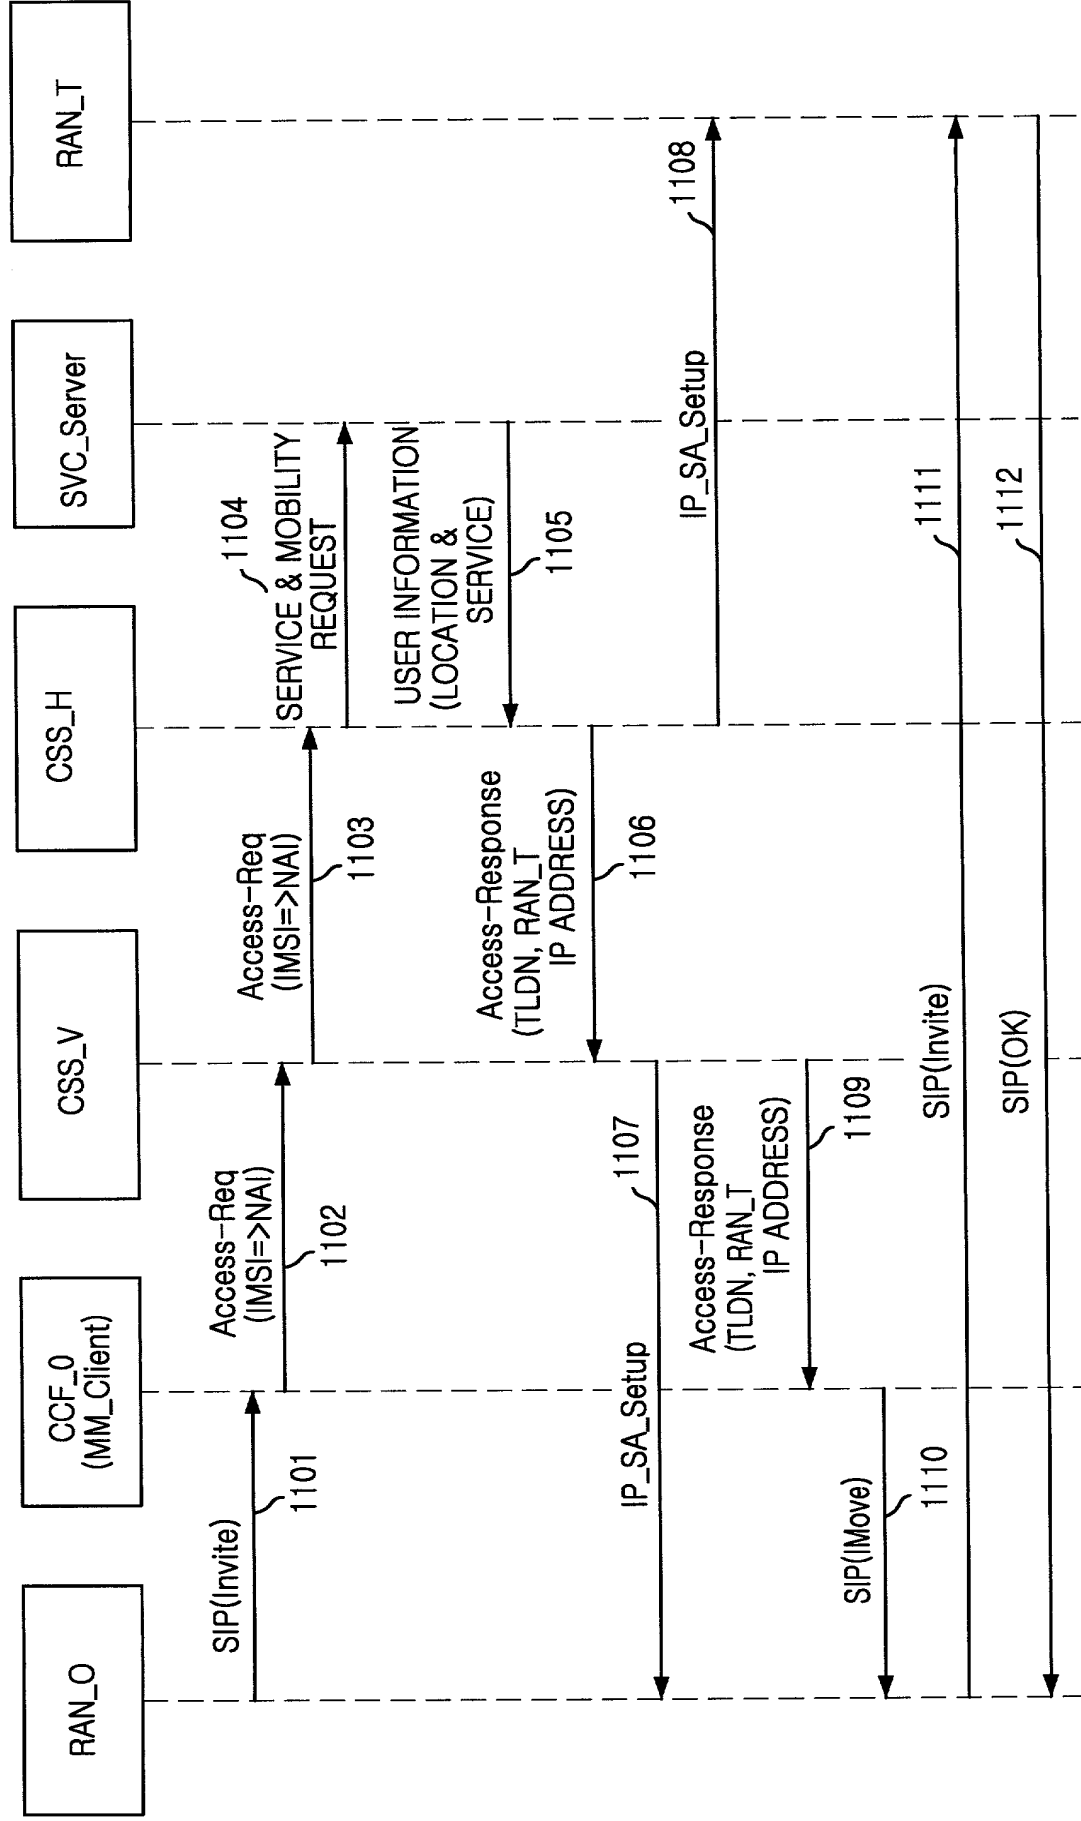 RAN_O
CCF_0
(MM_Client)
CSS_V
CSS_H
SVC_Server
RAN_T
SIP(Invite)
1101
Access-Req
(IMSI=>NAI)
1102
Access-Req
(IMSI=>NAI)
1103
1104
SERVICE & MOBILITY
REQUEST
USER INFORMATION
(LOCATION &
SERVICE)
1105
Access-Response
(TLDN, RAN_T
IP ADDRESS)
1106
IP_SA_Setup
1107
IP_SA_Setup
1108
Access-Response
(TLDN, RAN_T
IP ADDRESS)
1109
SIP(IMove)
1110
SIP(Invite)
1111
SIP(OK)
1112